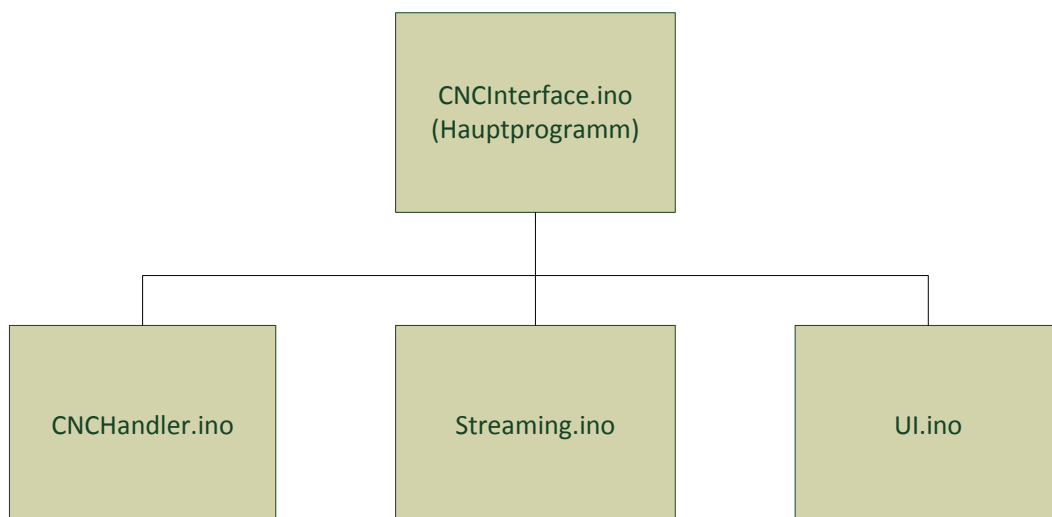 CNCInterface.ino
(Hauptprogramm)
CNCHandler.ino
Streaming.ino
UI.ino